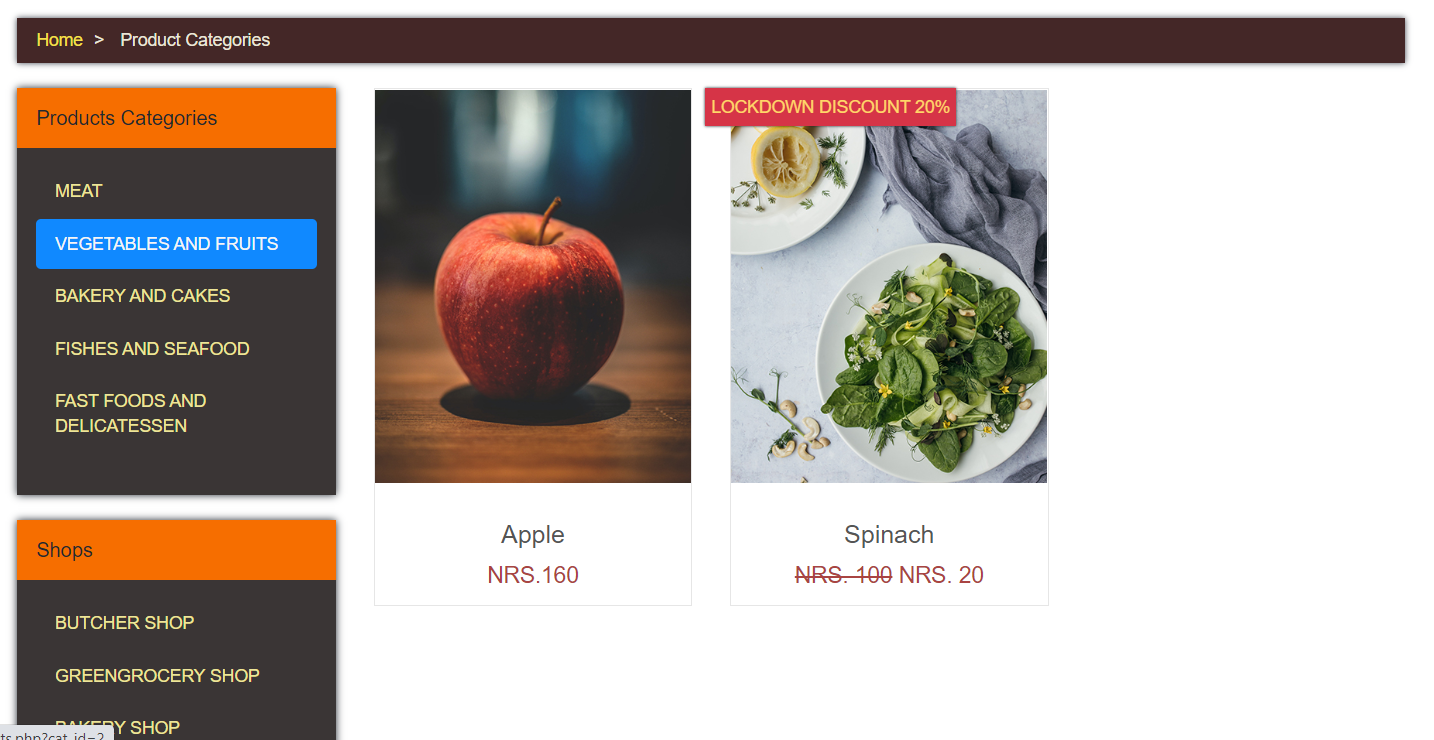 Home > Product Categories
Products Categories
MEAT
VEGETABLES AND FRUITS
BAKERY AND CAKES
FISHES AND SEAFOOD
FAST FOODS AND
DELICATESSEN
Shops
BUTCHER SHOP
GREENGROCERY SHOP
BAKERY SHOP
ts.php?cat_id=2
Apple
NRS.160
LOCKDOWN DISCOUNT 20%
Spinach
NRS. 100 NRS. 20